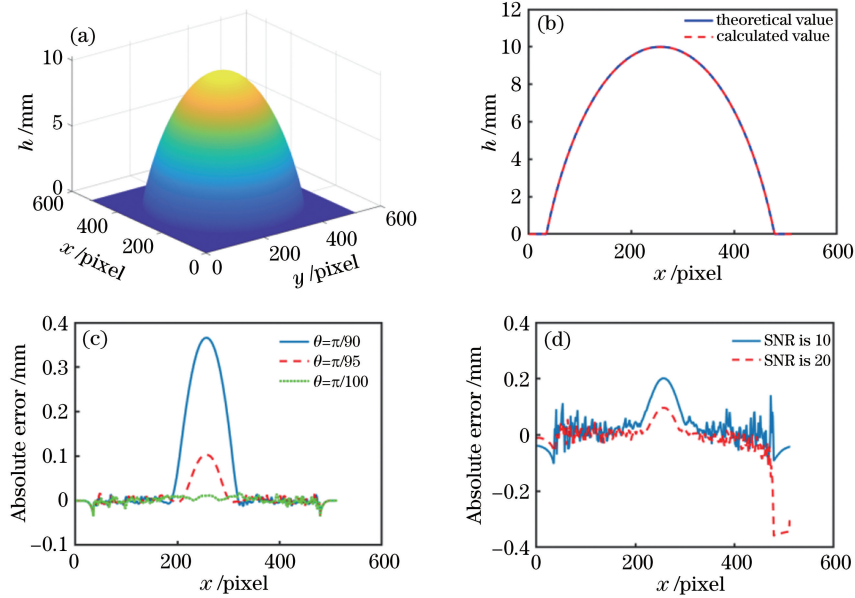 (a)
10
5
0
h /mm
600
400
200
0
x /pixel
0
200
400
600
y /pixel
(b)
theoretical value
calculated value
12
10
8
6
4
2
0
h /mm
0
200
400
600
x /pixel
(c)
θ=π/90
θ=π/95
θ=π/100
0.4
0.3
0.2
0.1
0
−0.1
Absolute error /mm
0
200
400
600
x /pixel
(d)
SNR is 10
SNR is 20
0.4
0.2
0
−0.2
−0.4
Absolute error /mm
0
200
400
600
x /pixel